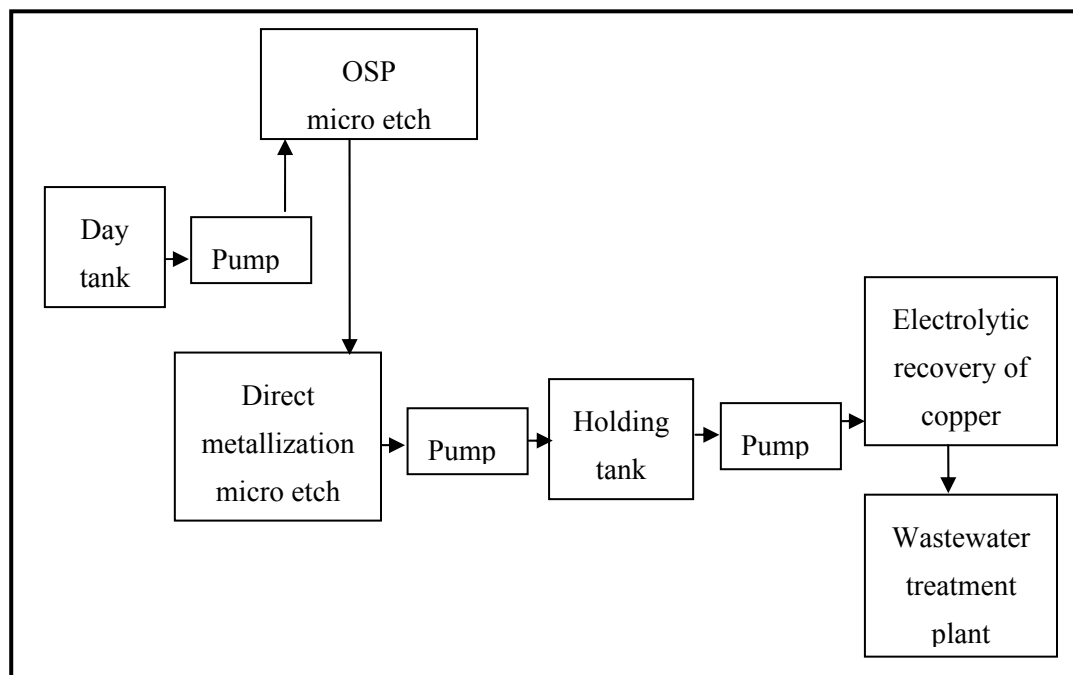 OSP
micro etch
Day
tank
Pump
Direct
metallization
micro etch
Pump
Holding
tank
Pump
Electrolytic
recovery of
copper
Wastewater
treatment
plant